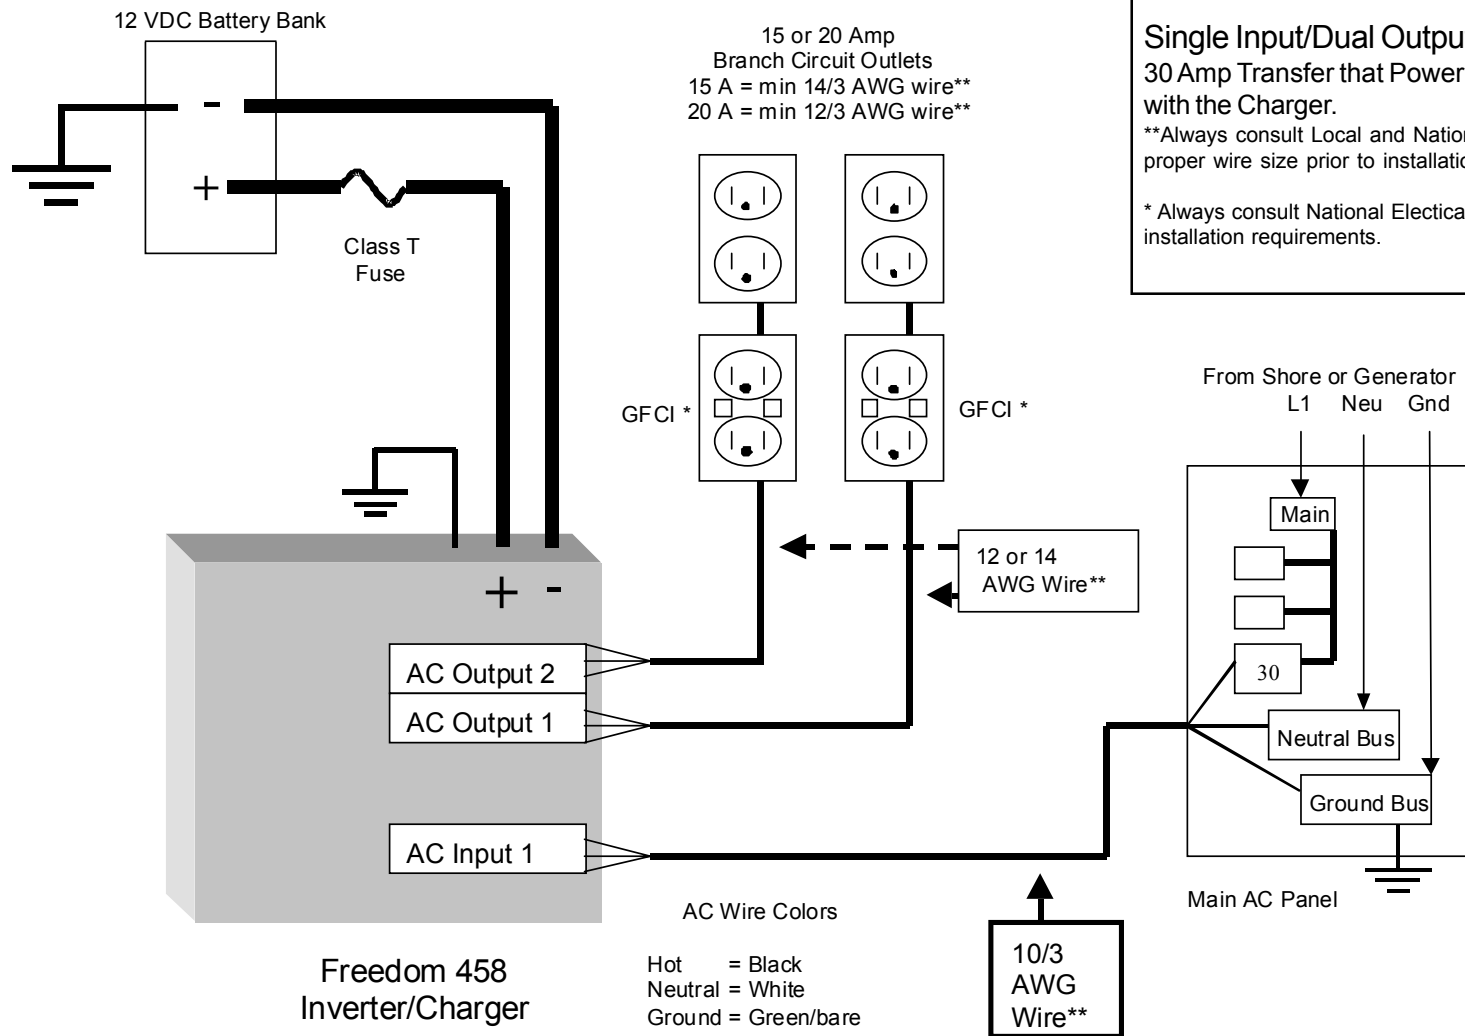 12 VDC Battery Bank
-
+
Class T
Fuse
15 or 20 Amp
Branch Circuit Outlets
15 A = min 14/3 AWG wire**
20 A = min 12/3 AWG wire**
Single Input/Dual Outpu
30 Amp Transfer that Power
with the Charger.
**Always consult Local and Nation
proper wire size prior to installatio
* Always consult National Electica
installation requirements.
GFCI *
GFCI *
From Shore or Generator
L1 Neu Gnd
Main
30
Neutral Bus
Ground Bus
Main AC Panel
12 or 14
AWG Wire**
+ -
AC Output 2
AC Output 1
AC Input 1
Freedom 458
Inverter/Charger
AC Wire Colors
Hot = Black
Neutral = White
Ground = Green/bare
10/3
AWG
Wire**